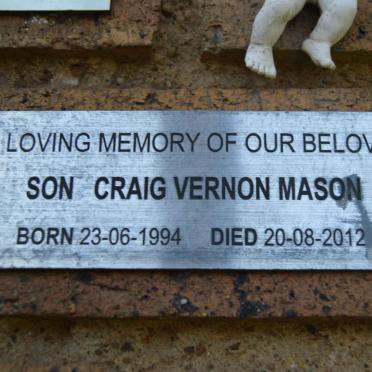 LOVING MEMORY OF OUR BELOV
SON CRAIG VERNON MASON
BORN 23-06-1994 DIED 20-08-2012